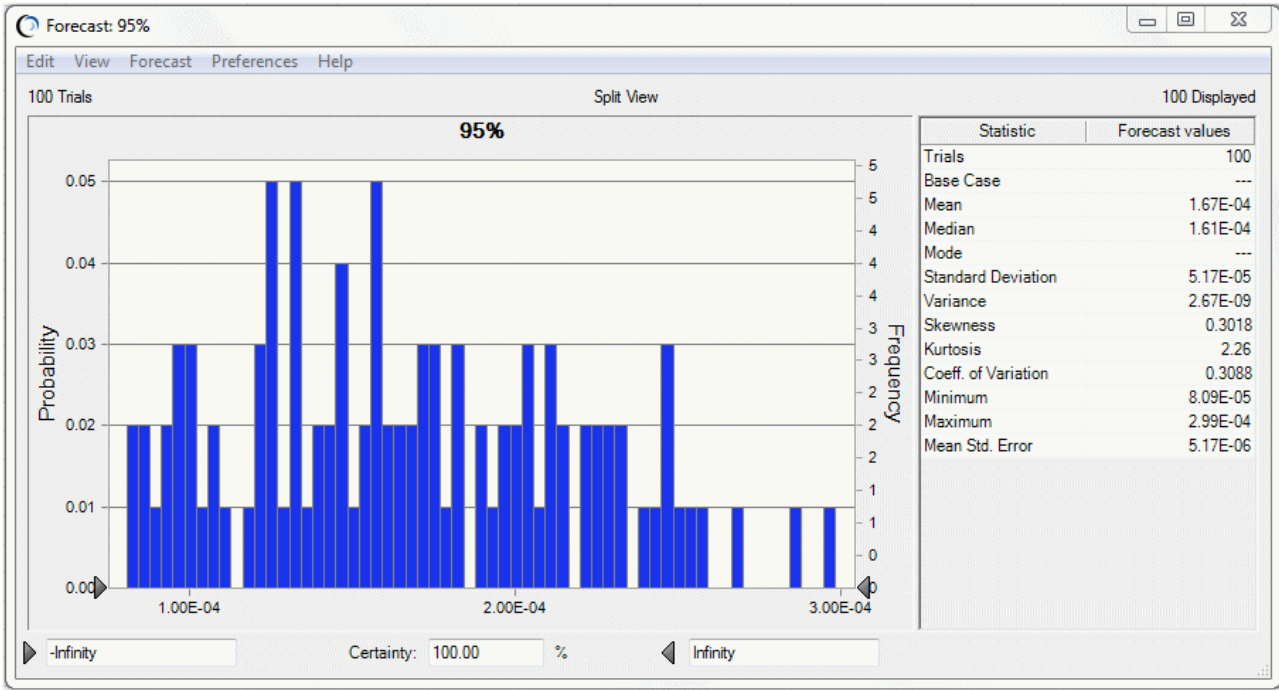 Forecast: 95%
Edit View Forecast Preferences Help
100 Trials Split View 100 Displayed
95%
Probability
0.05
0.04
0.03
0.02
0.01
0.00
5
5
4
4
4
3
3
2
2
2
1
1
0
0
Frequency
1.00E-04 2.00E-04 3.00E-04
Statistic Forecast values
Trials 100
Base Case ---
Mean 1.67E-04
Median 1.61E-04
Mode ---
Standard Deviation 5.17E-05
Variance 2.67E-09
Skewness 0.3018
Kurtosis 2.26
Coeff. of Variation 0.3088
Minimum 8.09E-05
Maximum 2.99E-04
Mean Std. Error 5.17E-06
-Infinity Certainty: 100.00 % Infinity